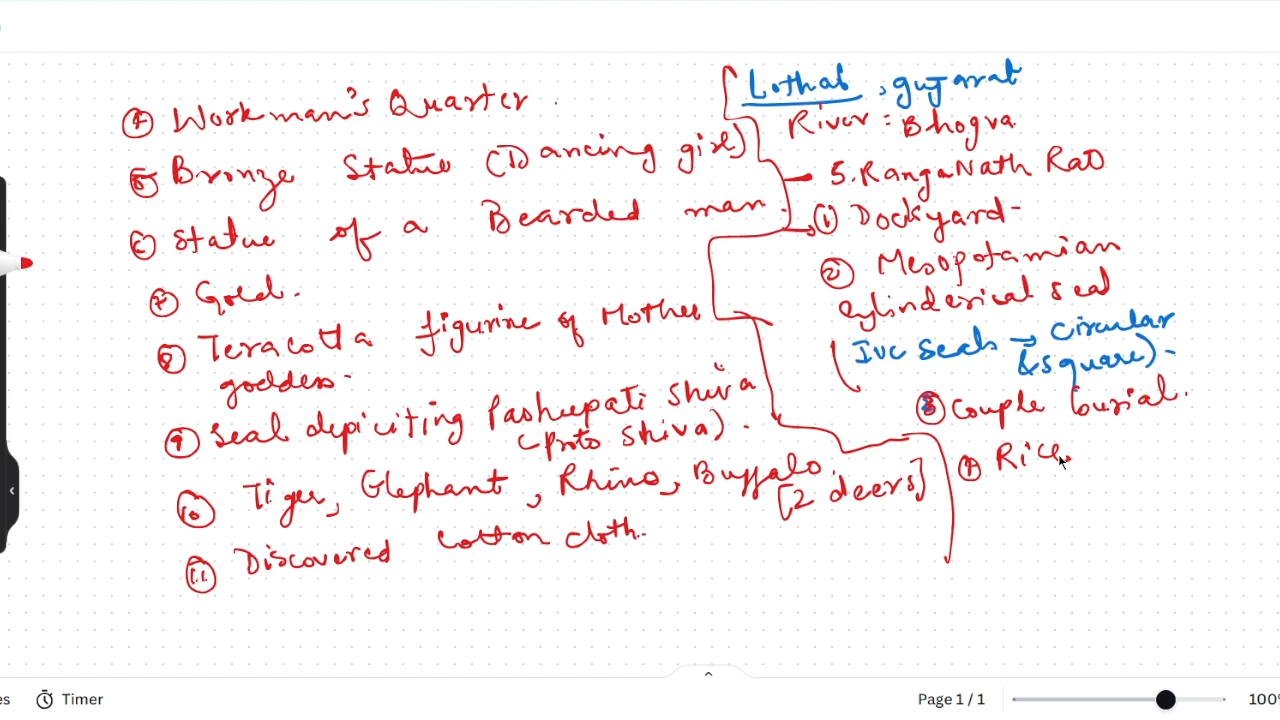 ④ Workman's Quarter.
⑤ Bronze Statue (Dancing girl)
⑥ Statue of a Bearded man.
⑦ Gold.
⑧ Teracotta figurine of Mother
goddess.
⑨ Seal depiciting Pashupati Shiva
(Proto Shiva).
⑩ Tiger, Elephant, Rhino, Buffalo.
[2 deers]
⑪ Discovered cotton cloth.
Lothal, gujarat
River: Bhogva
S. RangaNath Rao
① Dockyard-
② Mesopotamian
cylinderical seal
IVC Seals → circular
& square).
③ Couple burial.
④ Rice
es Timer
Page 1 / 1
100%